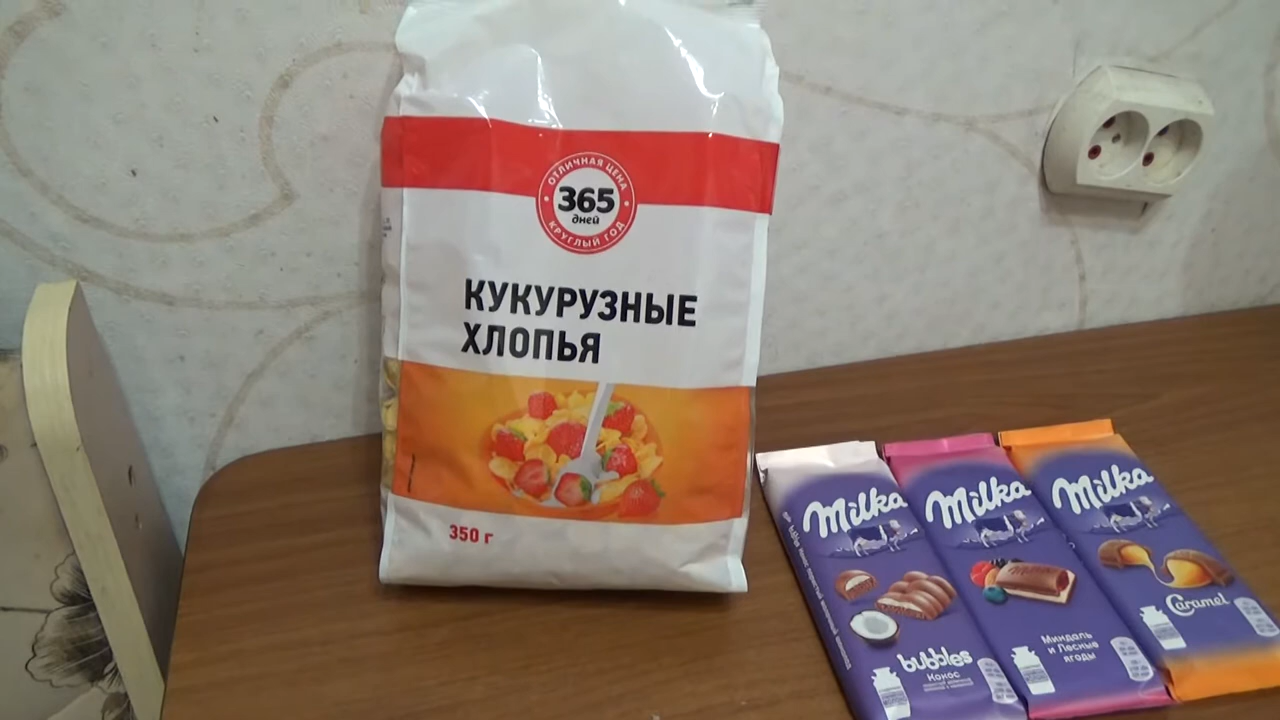 ОТЛИЧНАЯ ЦЕНА
365
дней
КРУГЛЫЙ ГОД
КУКУРУЗНЫЕ
ХЛОПЬЯ
350 г
Milka
bubbles
Кокос
Milka
Миндаль
и Лесные
ягоды
Milka
Caramel